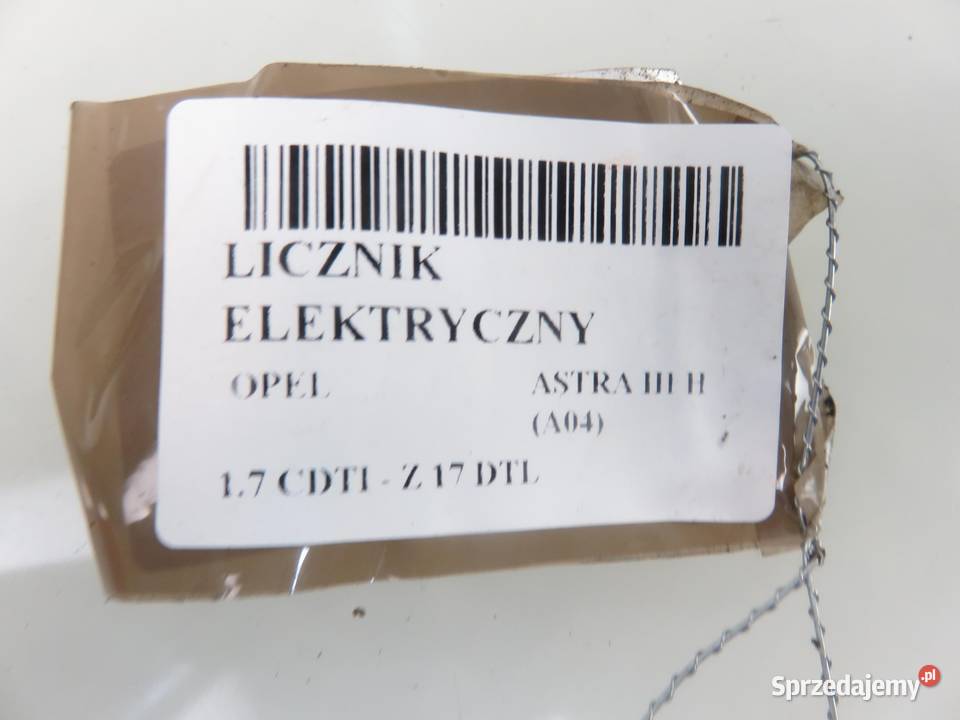 LICZNIK
ELEKTRYCZNY
OPEL ASTRA III H
(A04)
1.7 CDTI - Z 17 DTL
Sprzedajemy.pl